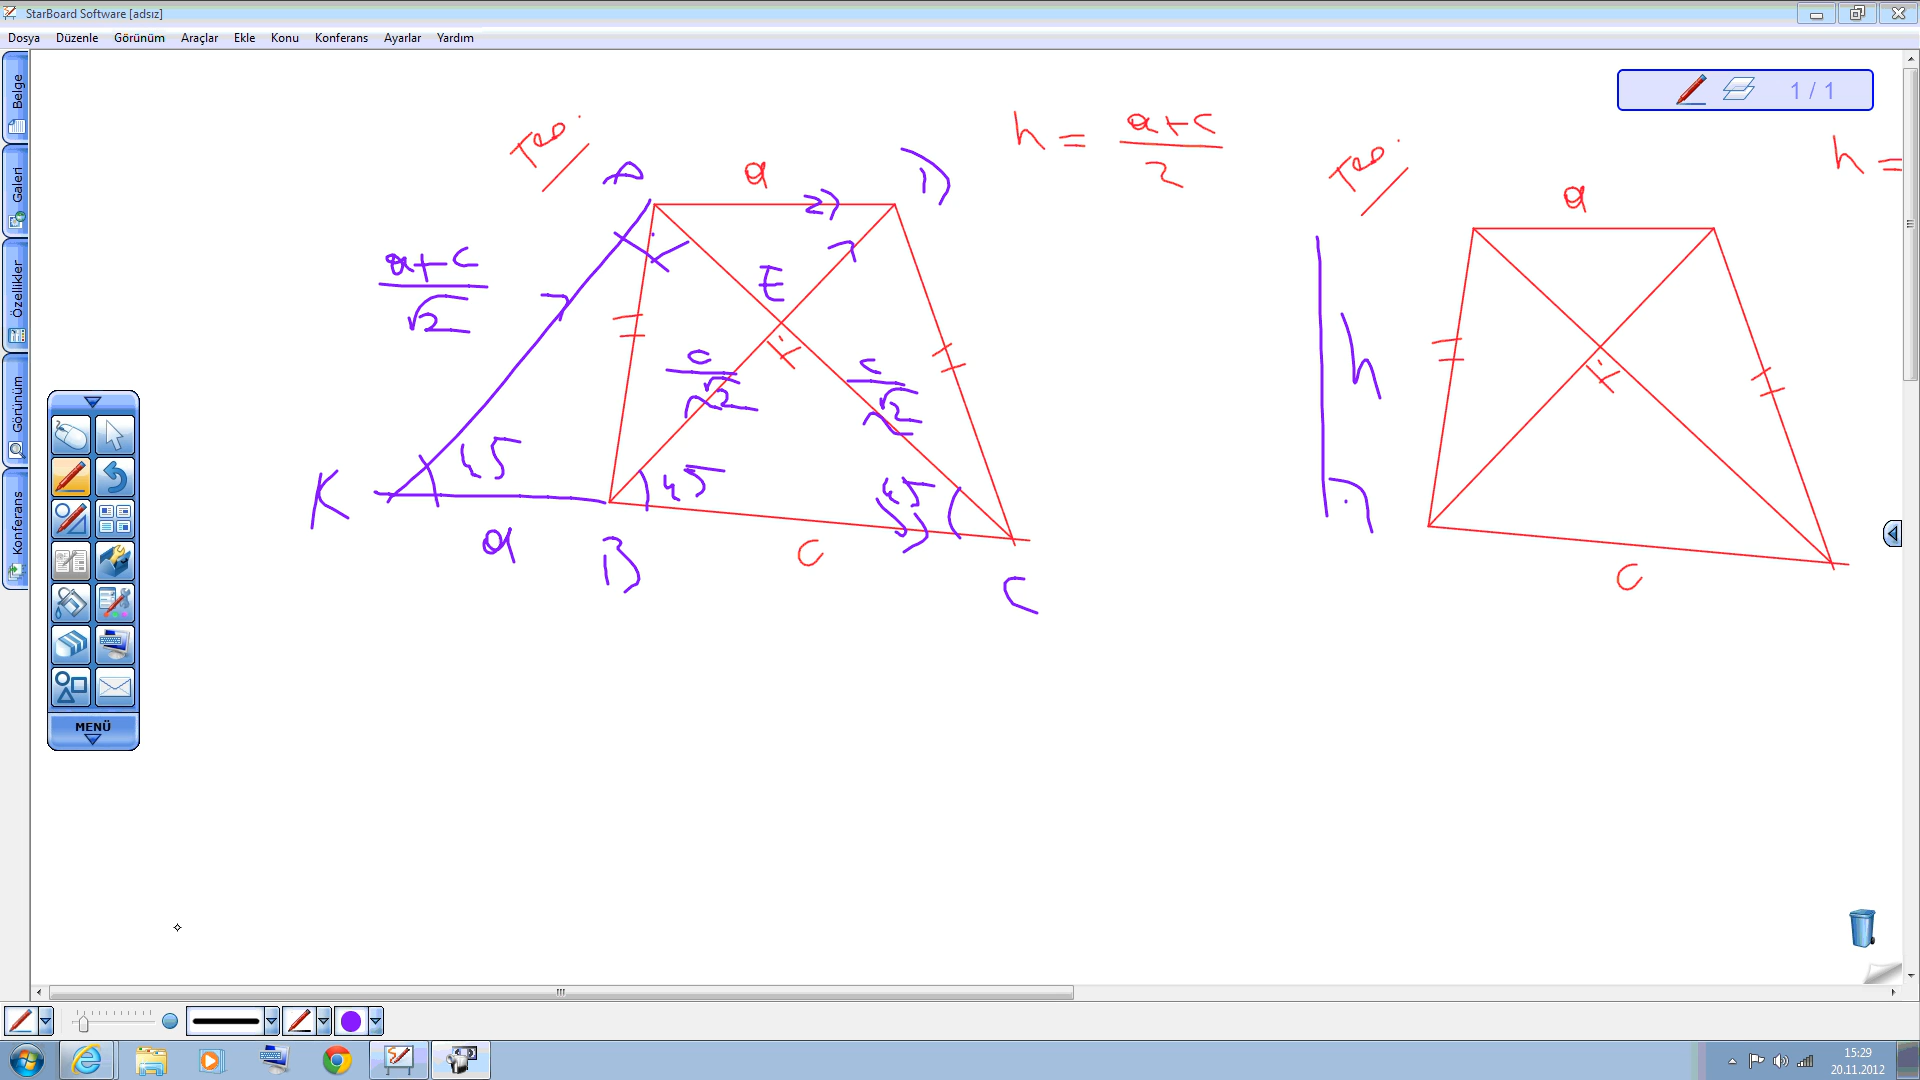 StarBoard Software [adsız]
Dosya Düzenle Görünüm Araçlar Ekle Konu Konferans Ayarlar Yardım
Belge
Galeri
Özellikler
Görünüm
Konferans
1 / 1
Teo.
h = a+c
2
A
a
D
a+c
√2
E
c
√2
c
√2
45
45
45
K
a
B
c
C
Teo.
h =
a
h
c
MENÜ
15:29
20.11.2012